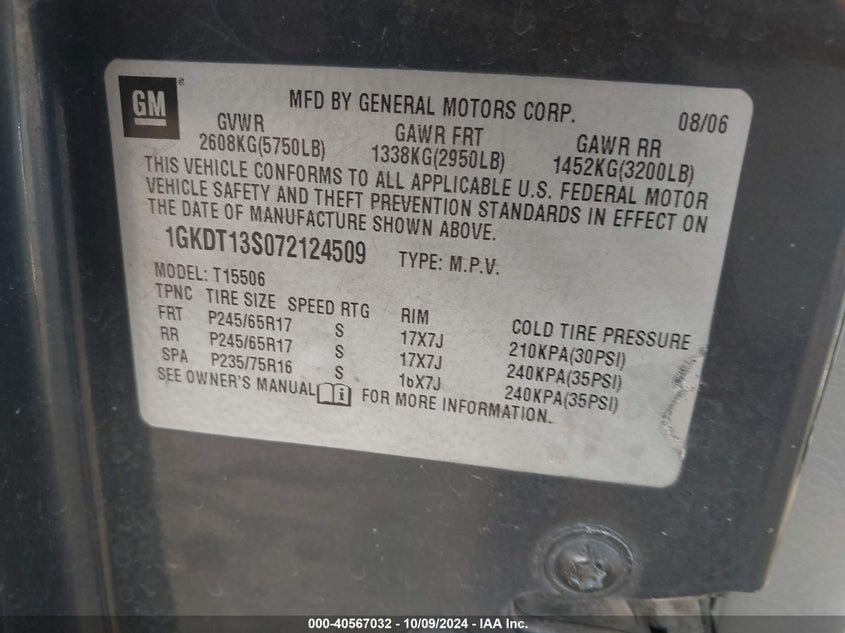 GM®
MFD BY GENERAL MOTORS CORP. 08/06
GVWR GAWR FRT GAWR RR
2608KG(5750LB) 1338KG(2950LB) 1452KG(3200LB)
THIS VEHICLE CONFORMS TO ALL APPLICABLE U.S. FEDERAL MOTOR
VEHICLE SAFETY AND THEFT PREVENTION STANDARDS IN EFFECT ON
THE DATE OF MANUFACTURE SHOWN ABOVE.
1GKDT13S072124509 TYPE: M.P.V.
MODEL: T15506
TPNC TIRE SIZE SPEED RTG RIM COLD TIRE PRESSURE
FRT P245/65R17 S 17X7J 210KPA(30PSI)
RR P245/65R17 S 17X7J 240KPA(35PSI)
SPA P235/75R16 S 16X7J 240KPA(35PSI)
SEE OWNER'S MANUAL i FOR MORE INFORMATION.
000-40567032 - 10/09/2024 - IAA Inc.